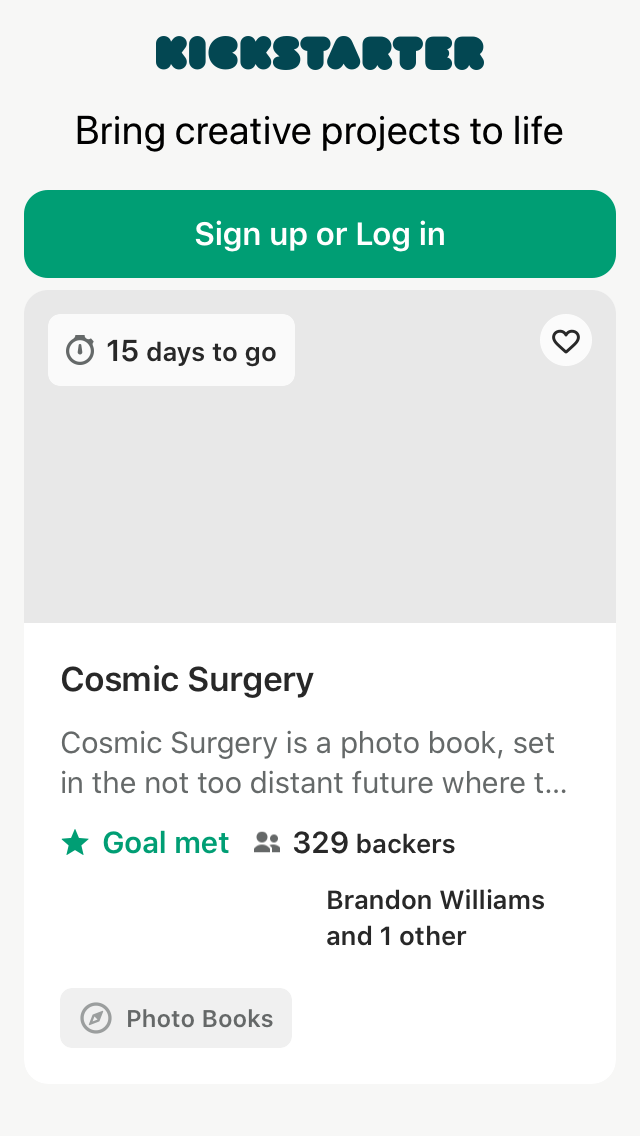 KICKSTARTER
Bring creative projects to life
Sign up or Log in
15 days to go
Cosmic Surgery
Cosmic Surgery is a photo book, set
in the not too distant future where t...
Goal met 329 backers
Brandon Williams
and 1 other
Photo Books